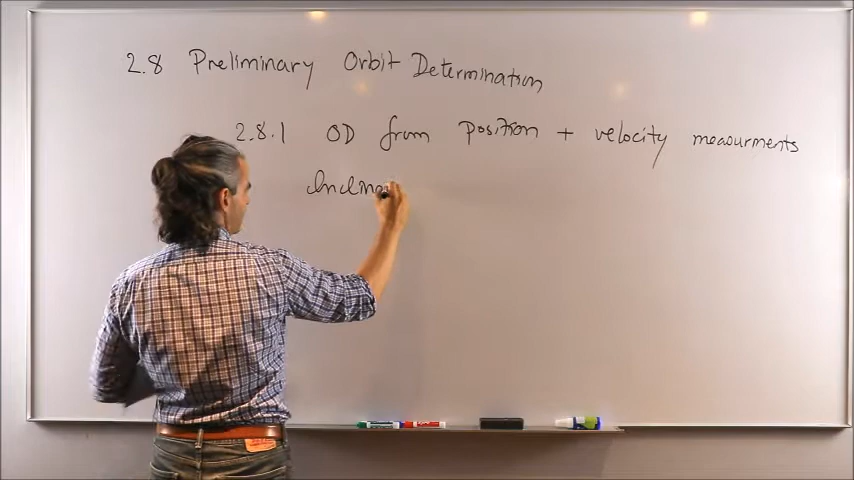 2.8 Preliminary Orbit Determination
2.8.1 OD from position + velocity measurments